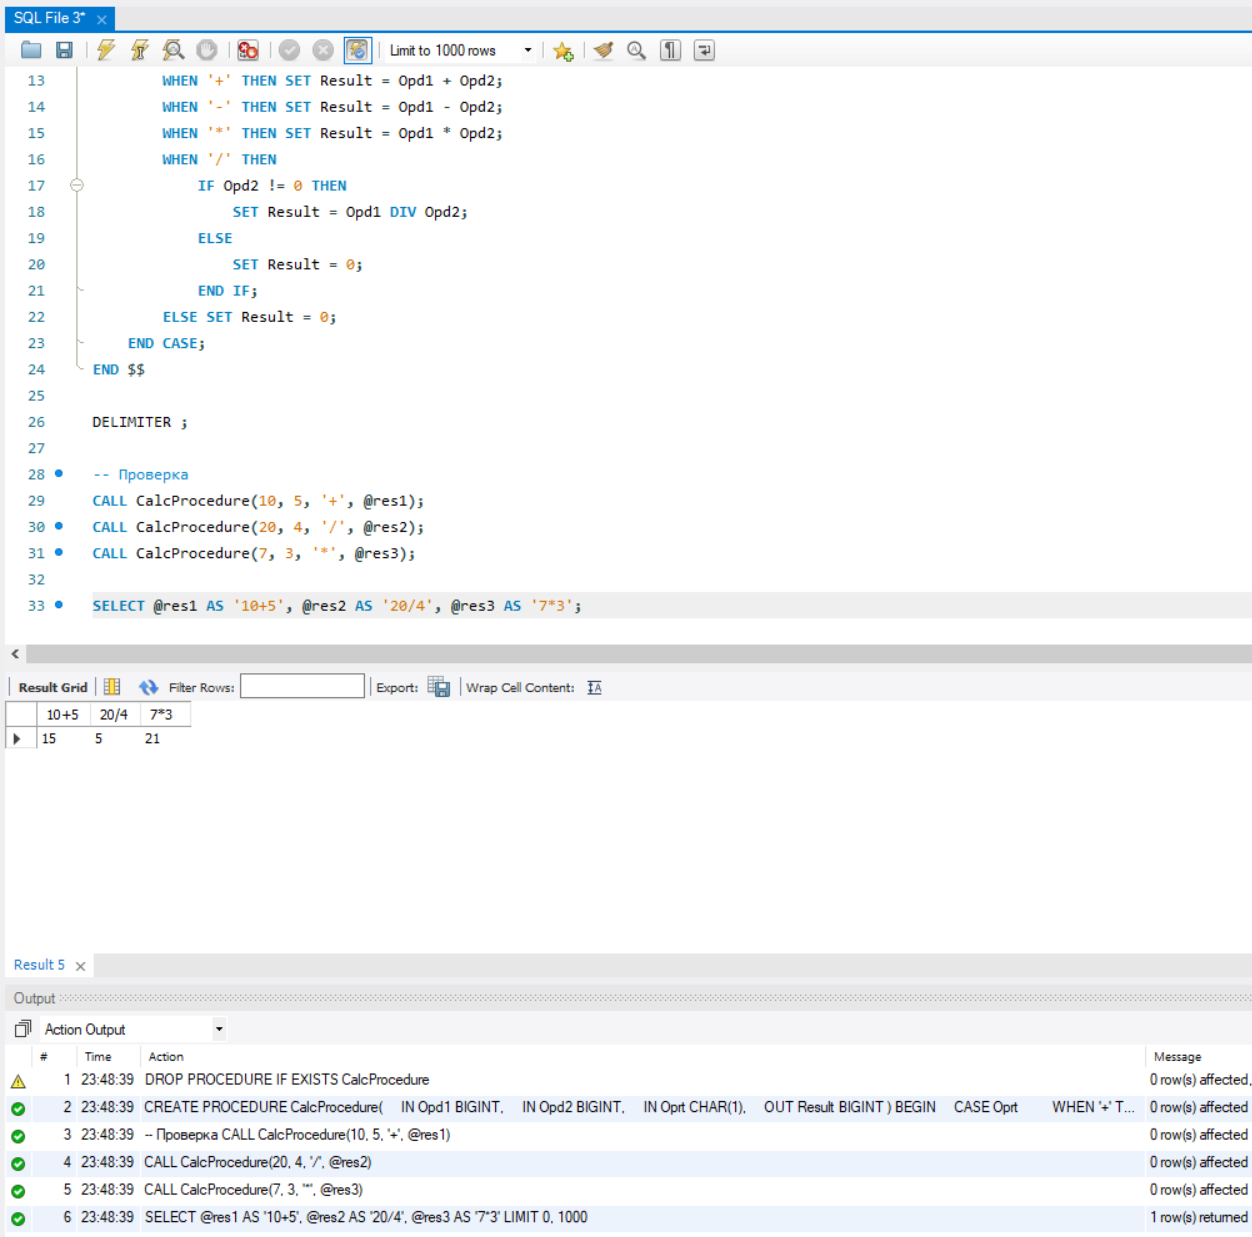 SQL File 3*
Limit to 1000 rows
13 WHEN '+' THEN SET Result = Opd1 + Opd2;
14 WHEN '-' THEN SET Result = Opd1 - Opd2;
15 WHEN '*' THEN SET Result = Opd1 * Opd2;
16 WHEN '/' THEN
17 IF Opd2 != 0 THEN
18 SET Result = Opd1 DIV Opd2;
19 ELSE
20 SET Result = 0;
21 END IF;
22 ELSE SET Result = 0;
23 END CASE;
24 END $$
25
26 DELIMITER ;
27
28 -- Проверка
29 CALL CalcProcedure(10, 5, '+', @res1);
30 CALL CalcProcedure(20, 4, '/', @res2);
31 CALL CalcProcedure(7, 3, '*', @res3);
32
33 SELECT @res1 AS '10+5', @res2 AS '20/4', @res3 AS '7*3';
Result Grid Filter Rows: Export: Wrap Cell Content:
10+5 20/4 7*3
15 5 21
Result 5
Output
Action Output
# Time Action Message
1 23:48:39 DROP PROCEDURE IF EXISTS CalcProcedure 0 row(s) affected,
2 23:48:39 CREATE PROCEDURE CalcProcedure( IN Opd1 BIGINT, IN Opd2 BIGINT, IN Oprt CHAR(1), OUT Result BIGINT ) BEGIN CASE Oprt WHEN '+' T... 0 row(s) affected
3 23:48:39 -- Проверка CALL CalcProcedure(10, 5, '+', @res1) 0 row(s) affected
4 23:48:39 CALL CalcProcedure(20, 4, '/', @res2) 0 row(s) affected
5 23:48:39 CALL CalcProcedure(7, 3, '*', @res3) 0 row(s) affected
6 23:48:39 SELECT @res1 AS '10+5', @res2 AS '20/4', @res3 AS '7*3' LIMIT 0, 1000 1 row(s) returned